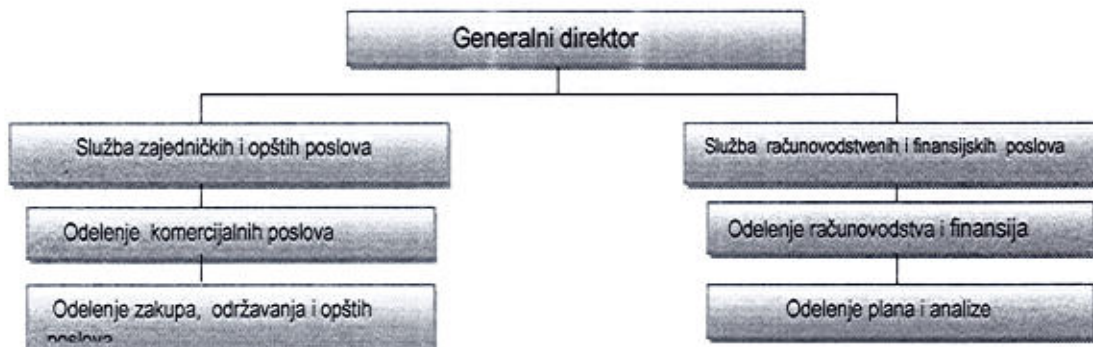 Generalni direktor
Služba zajedničkih i opštih poslova
Odelenje komercijalnih poslova
Odelenje zakupa, održavanja i opštih
poslova
Služba računovodstvenih i finansijskih poslova
Odelenje računovodstva i finansija
Odelenje plana i analize